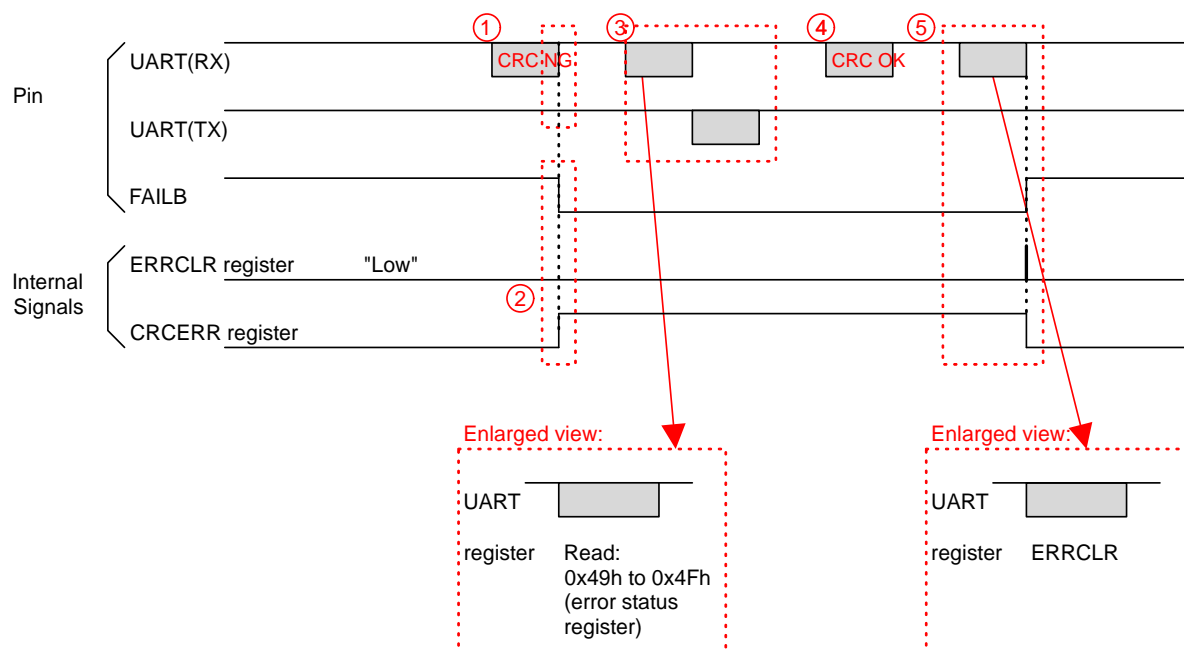 ① ③ ④ ⑤
UART(RX) CRC NG CRC OK
Pin
UART(TX)
FAILB
ERRCLR register "Low"
Internal
Signals
②
CRCERR register
Enlarged view: Enlarged view:
UART UART
register Read: register ERRCLR
0x49h to 0x4Fh
(error status
register)